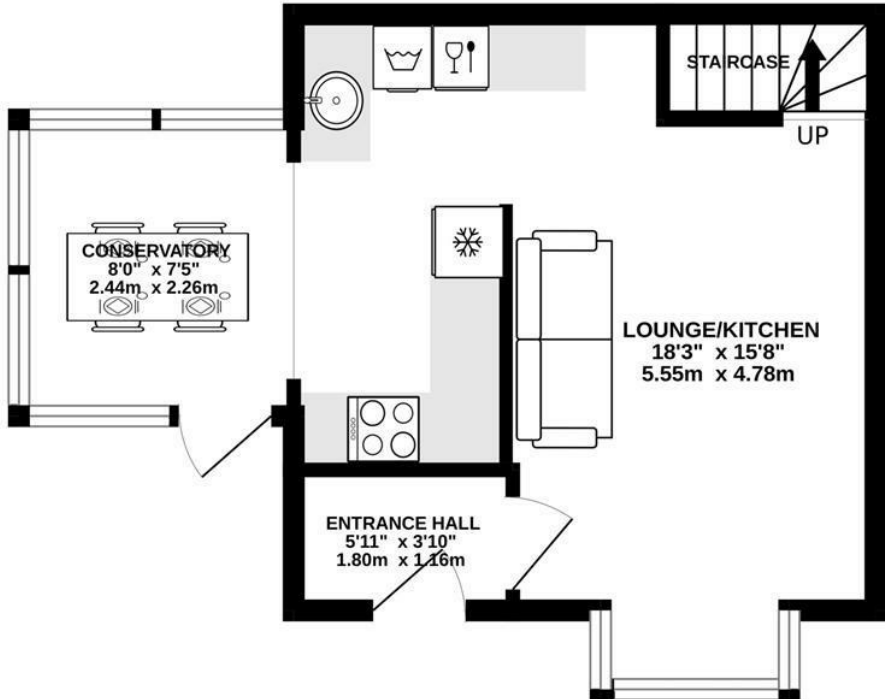 STAIRCASE
UP
CONSERVATORY
8'0" x 7'5"
2.44m x 2.26m
LOUNGE/KITCHEN
18'3" x 15'8"
5.55m x 4.78m
ENTRANCE HALL
5'11" x 3'10"
1.80m x 1.16m